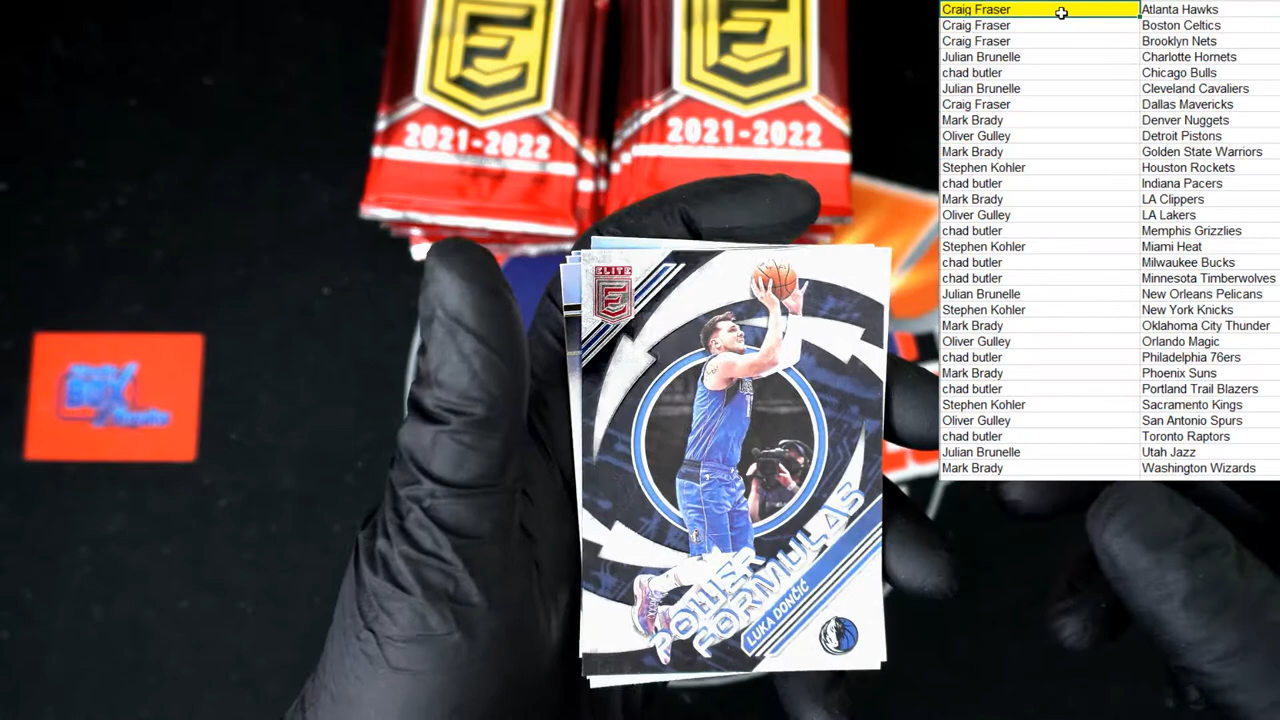 Craig Fraser Atlanta Hawks
Craig Fraser Boston Celtics
Craig Fraser Brooklyn Nets
Julian Brunelle Charlotte Hornets
chad butler Chicago Bulls
Julian Brunelle Cleveland Cavaliers
Craig Fraser Dallas Mavericks
Mark Brady Denver Nuggets
Oliver Gulley Detroit Pistons
Mark Brady Golden State Warriors
Stephen Kohler Houston Rockets
chad butler Indiana Pacers
Mark Brady LA Clippers
Oliver Gulley LA Lakers
chad butler Memphis Grizzlies
Stephen Kohler Miami Heat
chad butler Milwaukee Bucks
chad butler Minnesota Timberwolves
Julian Brunelle New Orleans Pelicans
Stephen Kohler New York Knicks
Mark Brady Oklahoma City Thunder
Oliver Gulley Orlando Magic
chad butler Philadelphia 76ers
Mark Brady Phoenix Suns
chad butler Portland Trail Blazers
Stephen Kohler Sacramento Kings
Oliver Gulley San Antonio Spurs
chad butler Toronto Raptors
Julian Brunelle Utah Jazz
Mark Brady Washington Wizards
E
E
2021-2022
2021-2022
ELITE
E
POWER
FORMULAS
LUKA DONČIĆ
BOX